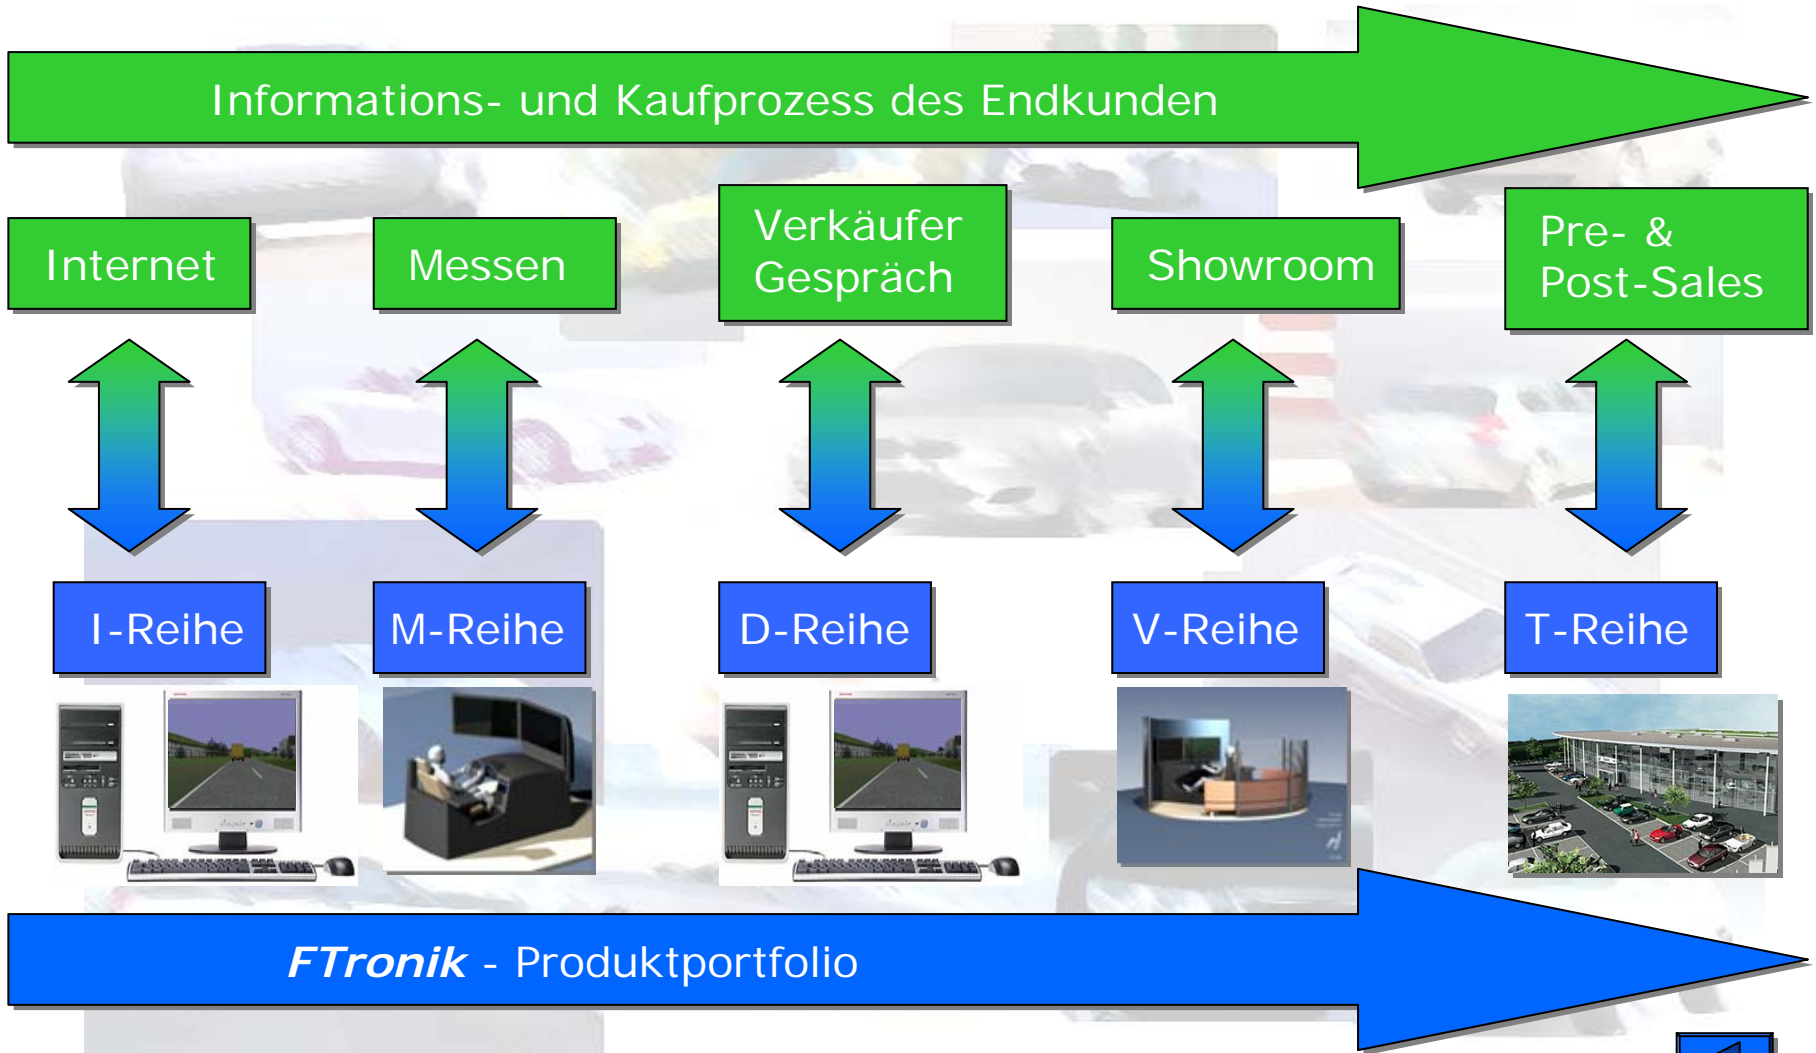 Informations- und Kaufprozess des Endkunden
Internet
Messen
Verkäufer
Gespräch
Showroom
Pre- &
Post-Sales
I-Reihe
M-Reihe
D-Reihe
V-Reihe
T-Reihe
FTronik - Produktportfolio